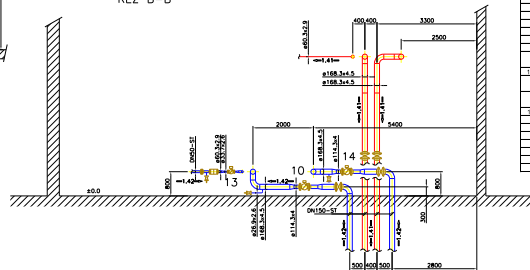 REZ B-B
400 400 3300
2500
ø60.3x2.9
1,41
ø168.3x4.5
ø168.3x4.5
1,41
1,41
2000
5400
DN50-ST
ø60.3x2.9
ø168.3x4.5
ø114.3x4
14
10
13
1,42
1,42
800
±0.0
800
300
ø26.9x2.6
ø168.3x4.5
ø114.3x4
DN150-ST
1,42
1,41
1,42
500 400 500
2800